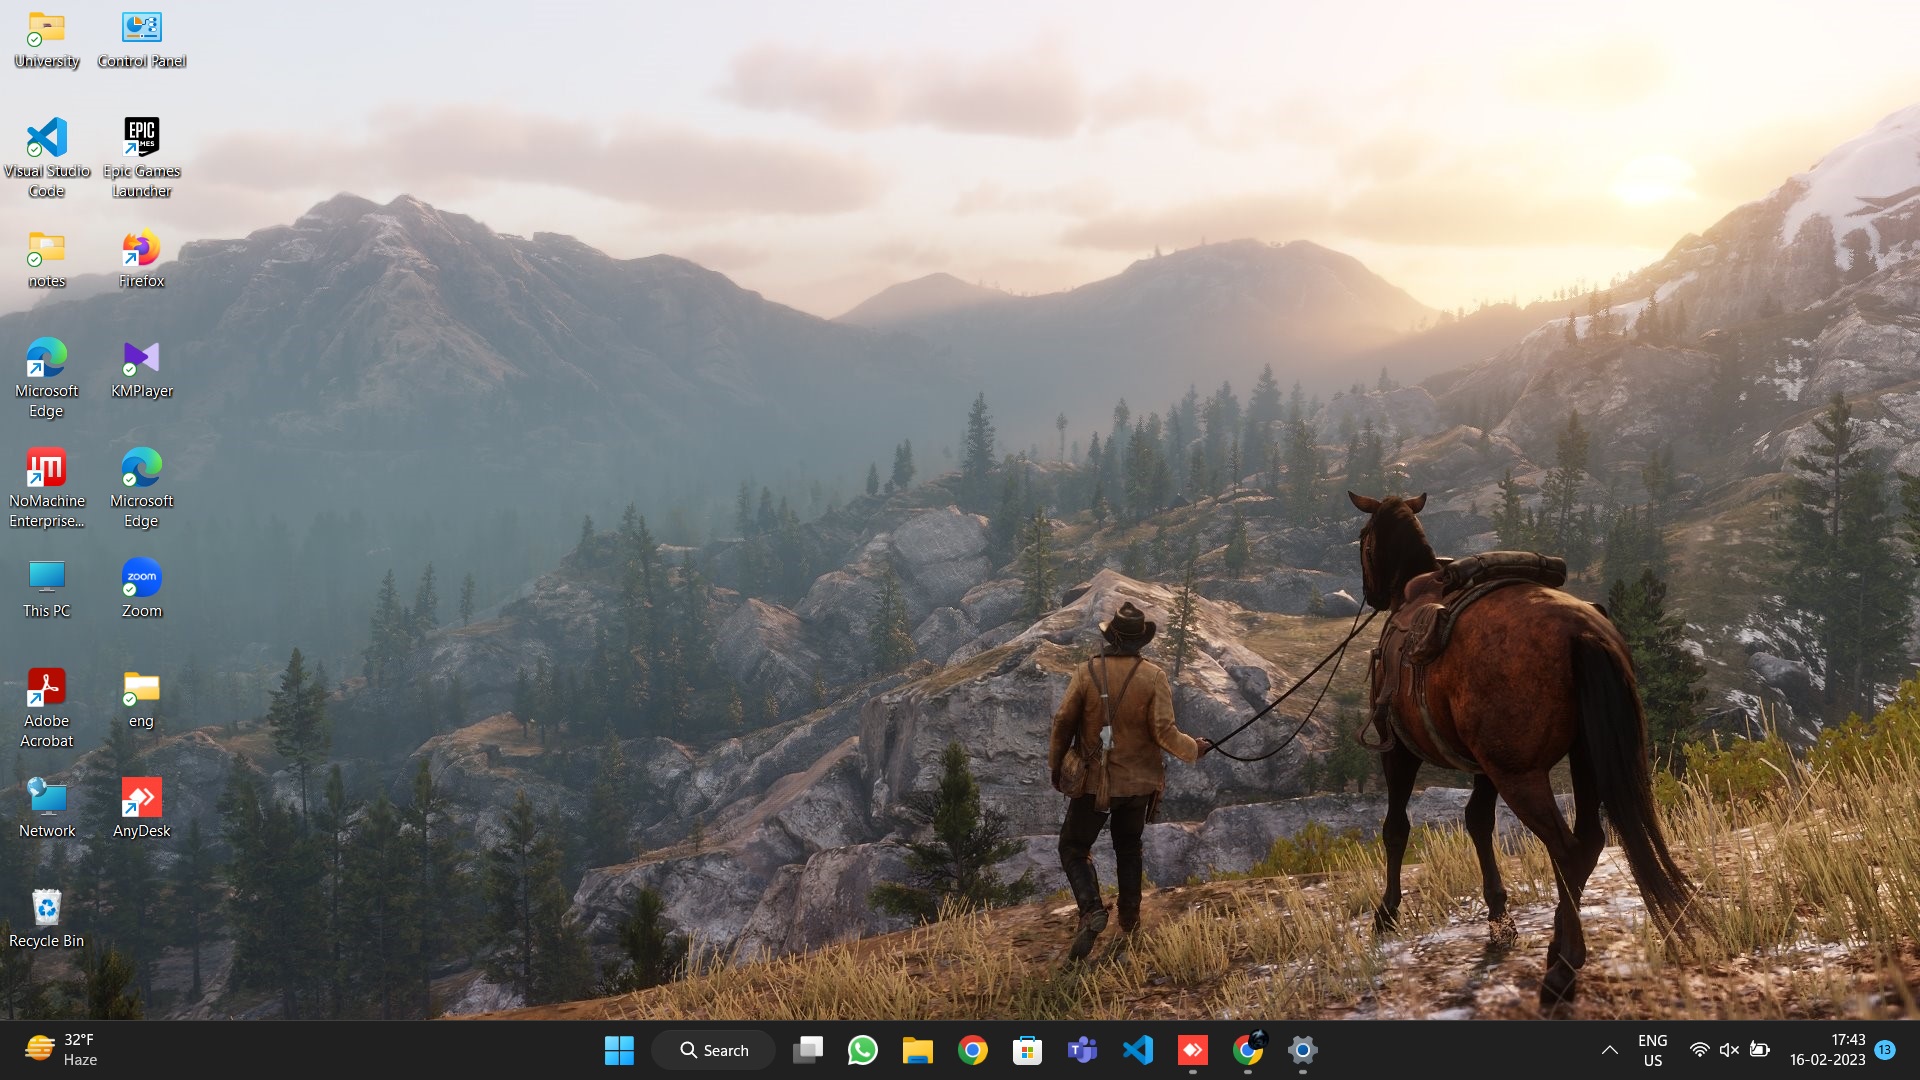 University
Control Panel
Visual Studio
Code
EPIC
GAMES
Epic Games
Launcher
notes
Firefox
Microsoft
Edge
KMPlayer
NoMachine
Enterprise...
Microsoft
Edge
This PC
zoom
Zoom
Adobe
Acrobat
eng
Network
AnyDesk
Recycle Bin
32°F
Haze
Search
ENG
US
17:43
16-02-2023
13